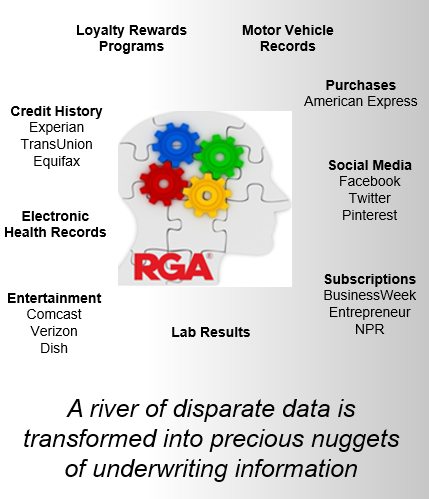 Loyalty Rewards
Programs
Motor Vehicle
Records
Purchases
American Express
Credit History
Experian
TransUnion
Equifax
Social Media
Facebook
Twitter
Pinterest
Electronic
Health Records
RGA®
Subscriptions
BusinessWeek
Entrepreneur
NPR
Entertainment
Comcast
Verizon
Dish
Lab Results
A river of disparate data is
transformed into precious nuggets
of underwriting information